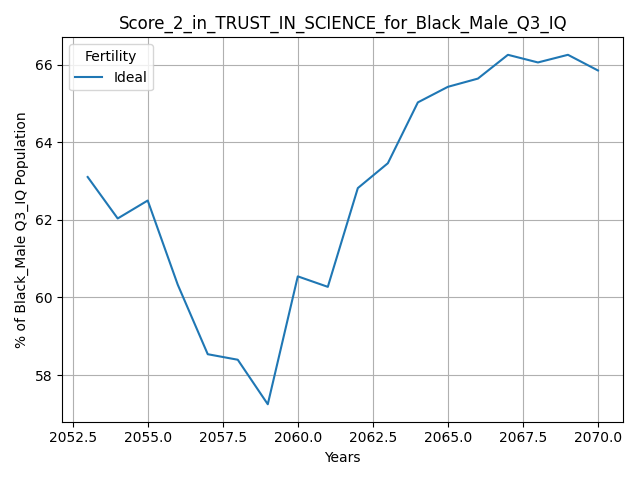 Score_2_in_TRUST_IN_SCIENCE_for_Black_Male_Q3_IQ
Fertility
Ideal
% of Black_Male Q3_IQ Population
66
64
62
60
58
2052.5 2055.0 2057.5 2060.0 2062.5 2065.0 2067.5 2070.0
Years